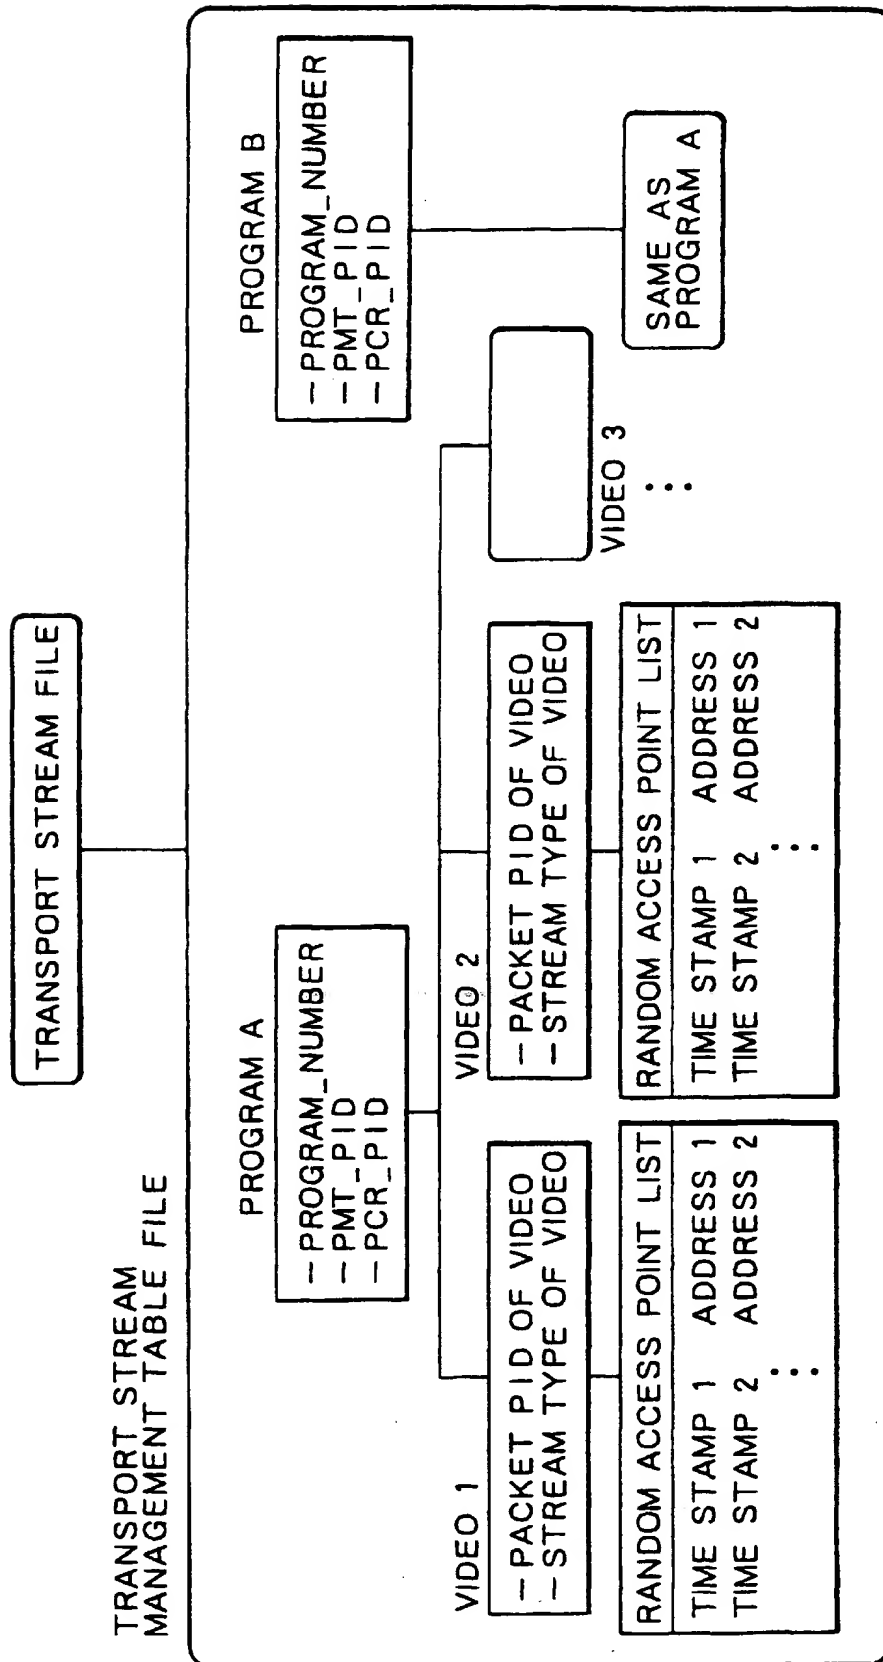 TRANSPORT STREAM FILE
TRANSPORT STREAM
MANAGEMENT TABLE FILE
PROGRAM A
–PROGRAM_NUMBER
–PMT_PID
–PCR_PID
PROGRAM B
–PROGRAM_NUMBER
–PMT_PID
–PCR_PID
VIDEO 1
–PACKET PID OF VIDEO
–STREAM TYPE OF VIDEO
VIDEO 2
–PACKET PID OF VIDEO
–STREAM TYPE OF VIDEO
VIDEO 3
⋮
SAME AS
PROGRAM A
RANDOM ACCESS POINT LIST
TIME STAMP 1 ADDRESS 1
TIME STAMP 2 ADDRESS 2
⋮
RANDOM ACCESS POINT LIST
TIME STAMP 1 ADDRESS 1
TIME STAMP 2 ADDRESS 2
⋮